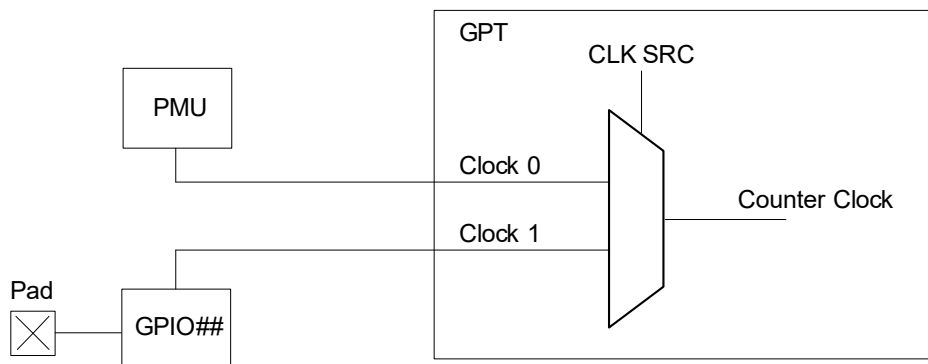 GPT
CLK SRC
PMU
Clock 0
Counter Clock
Clock 1
Pad
GPIO##